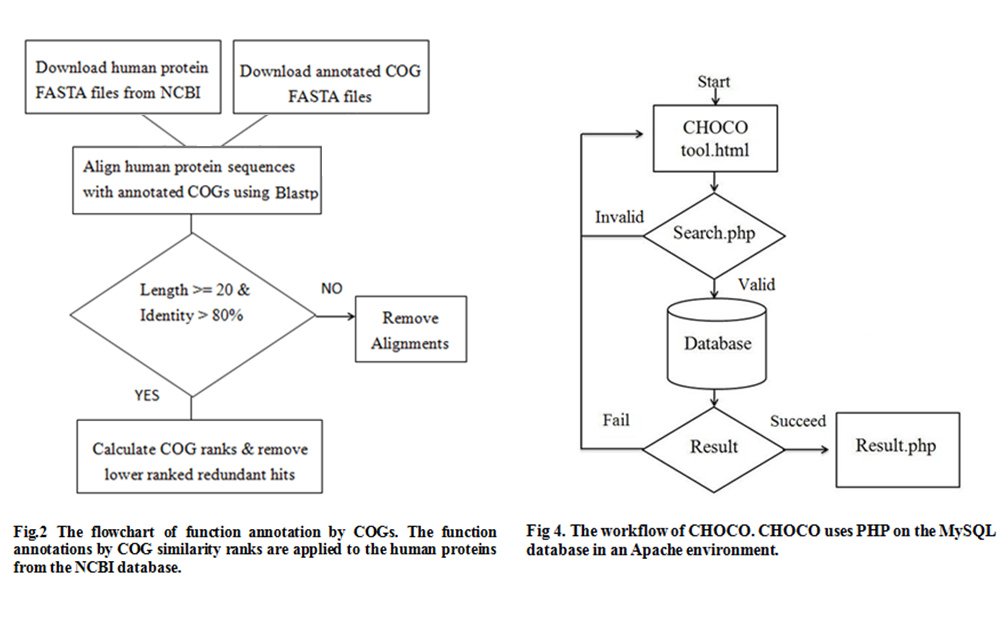 Download human protein
FASTA files from NCBI
Download annotated COG
FASTA files
Align human protein sequences
with annotated COGs using Blastp
Length >= 20 &
Identity > 80%
NO
Remove
Alignments
YES
Calculate COG ranks & remove
lower ranked redundant hits
Fig.2 The flowchart of function annotation by COGs. The function
annotations by COG similarity ranks are applied to the human proteins
from the NCBI database.
Start
CHOCO
tool.html
Invalid
Search.php
Valid
Database
Fail
Result
Succeed
Result.php
Fig 4. The workflow of CHOCO. CHOCO uses PHP on the MySQL
database in an Apache environment.